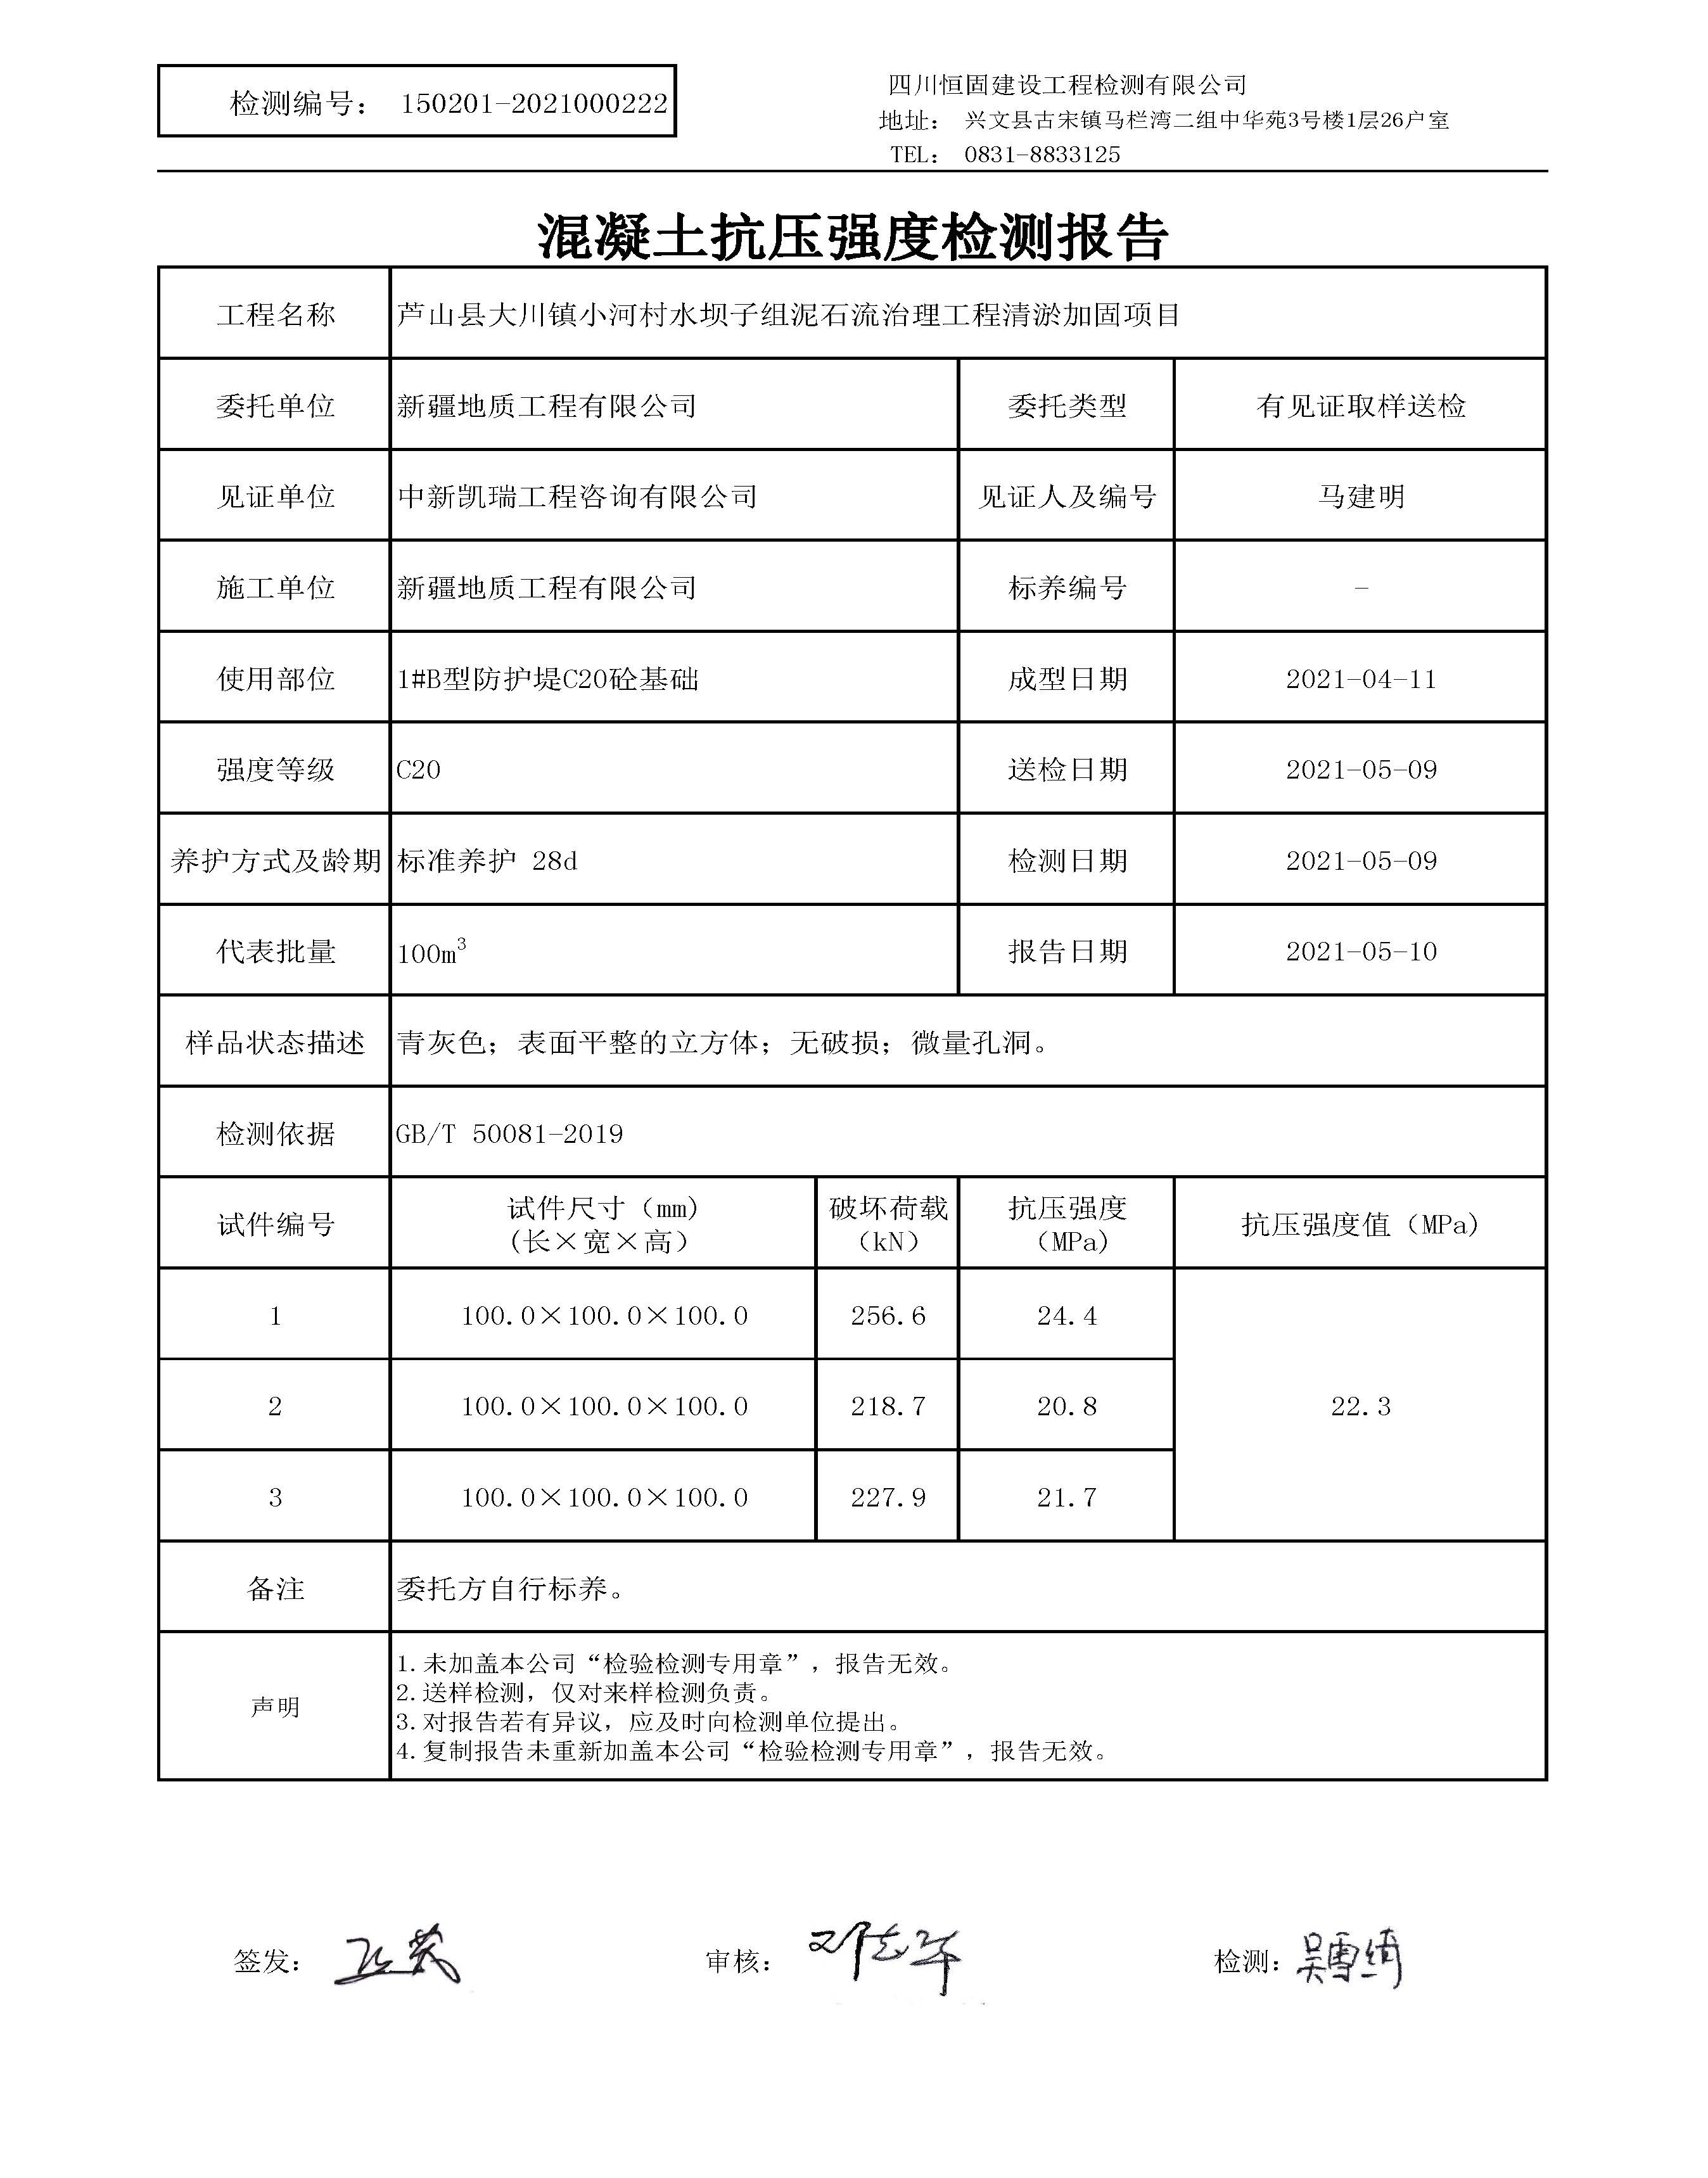 检测编号： 150201-2021000222
四川恒固建设工程检测有限公司
地址： 兴文县古宋镇马栏湾二组中华苑3号楼1层26户室
TEL： 0831-8833125
混凝土抗压强度检测报告
工程名称 芦山县大川镇小河村水坝子组泥石流治理工程清淤加固项目
委托单位 新疆地质工程有限公司 委托类型 有见证取样送检
见证单位 中新凯瑞工程咨询有限公司 见证人及编号 马建明
施工单位 新疆地质工程有限公司 标养编号 -
使用部位 1#B型防护堤C20砼基础 成型日期 2021-04-11
强度等级 C20 送检日期 2021-05-09
养护方式及龄期 标准养护 28d 检测日期 2021-05-09
代表批量 100m³ 报告日期 2021-05-10
样品状态描述 青灰色；表面平整的立方体；无破损；微量孔洞。
检测依据 GB/T 50081-2019
试件编号 试件尺寸（mm）（长×宽×高） 破坏荷载（kN） 抗压强度（MPa） 抗压强度值（MPa）
1 100.0×100.0×100.0 256.6 24.4
2 100.0×100.0×100.0 218.7 20.8 22.3
3 100.0×100.0×100.0 227.9 21.7
备注 委托方自行标养。
声明
1.未加盖本公司“检验检测专用章”，报告无效。
2.送样检测，仅对来样检测负责。
3.对报告若有异议，应及时向检测单位提出。
4.复制报告未重新加盖本公司“检验检测专用章”，报告无效。
签发： 审核： 检测：吴雪绮